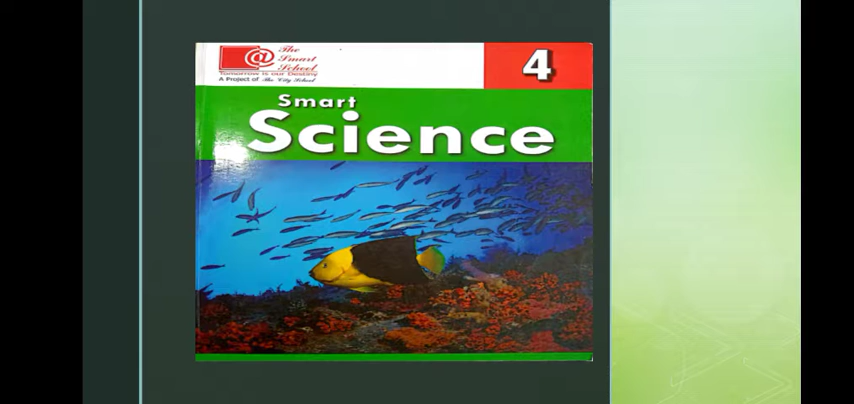 The
Smart
School
Tomorrow is our Destiny
A Project of The City School
4
Smart
Science